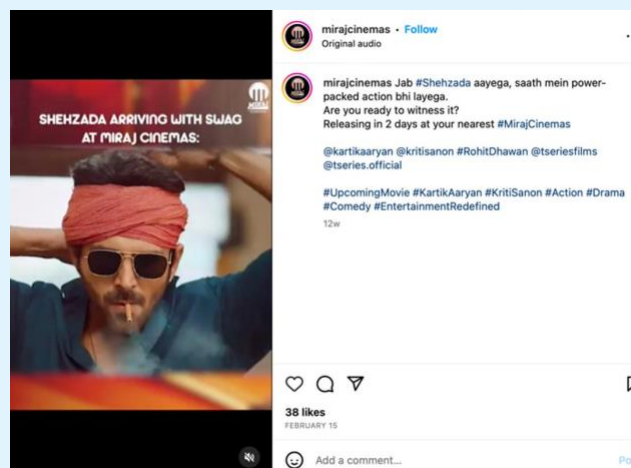 MIRAJ
SHEHZADA ARRIVING WITH SWAG
AT MIRAJ CINEMAS:
mirajcinemas • Follow
Original audio
mirajcinemas Jab #Shehzada aayega, saath mein power-
packed action bhi layega.
Are you ready to witness it?
Releasing in 2 days at your nearest #MirajCinemas
@kartikaaryan @kritisanon #RohitDhawan @tseriesfilms
@tseries.official
#UpcomingMovie #KartikAaryan #KritiSanon #Action #Drama
#Comedy #EntertainmentRedefined
12w
38 likes
FEBRUARY 15
Add a comment...
Po